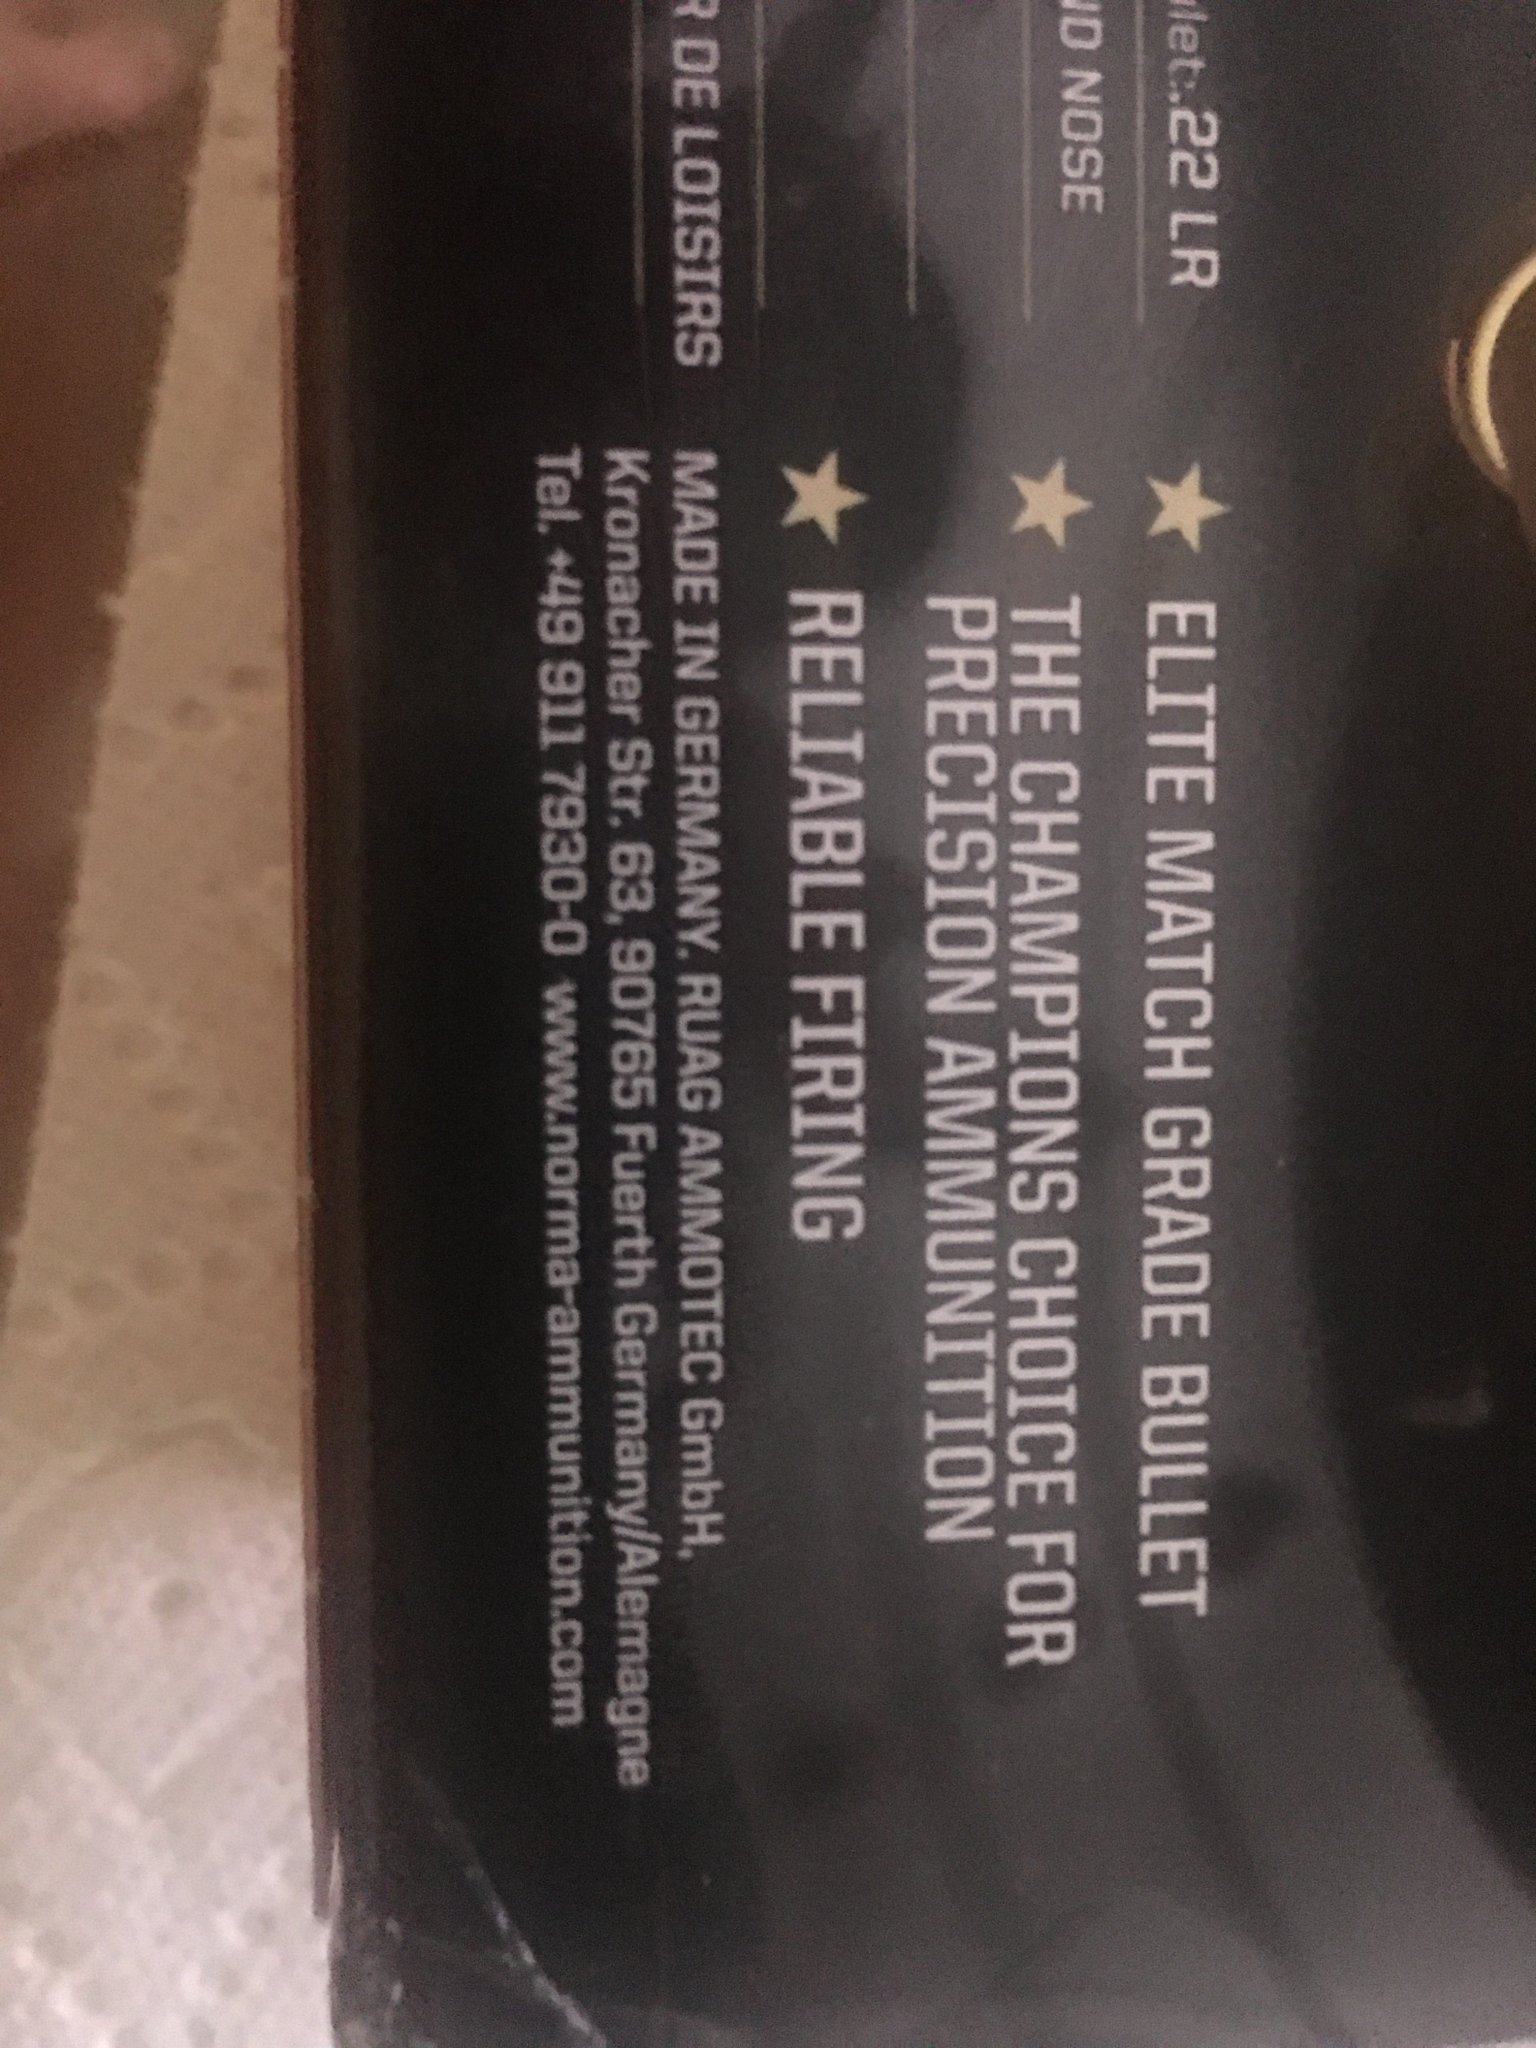 .22 LR
NOSE
DE LOISIRS
ELITE MATCH GRADE BULLET
THE CHAMPIONS CHOICE FOR
PRECISION AMMUNITION
RELIABLE FIRING
MADE IN GERMANY. RUAG AMMOTEC GmbH,
Kronacher Str. 63, 90765 Fuerth Germany/Alemagne
Tel. +49 911 7930-0 www.norma-ammunition.com